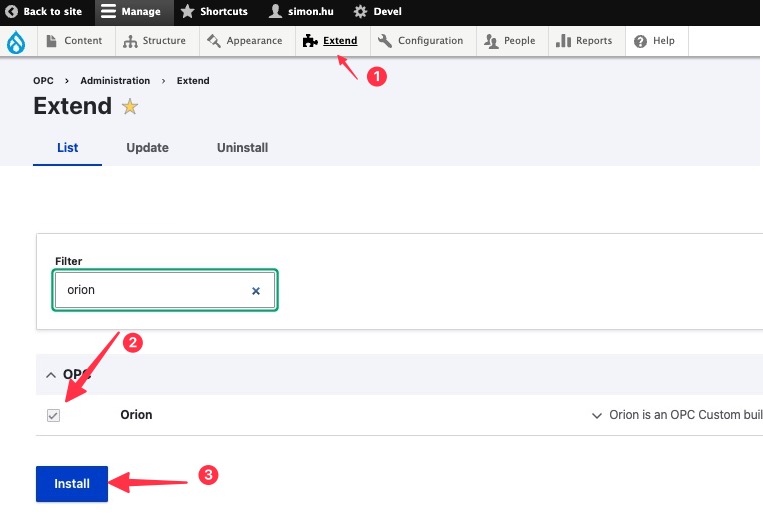 Back to site Manage Shortcuts simon.hu Devel
Content Structure Appearance Extend Configuration People Reports Help
1
OPC › Administration › Extend
Extend
List Update Uninstall
Filter
orion ×
2
OPC
Orion Orion is an OPC Custom buil
Install 3